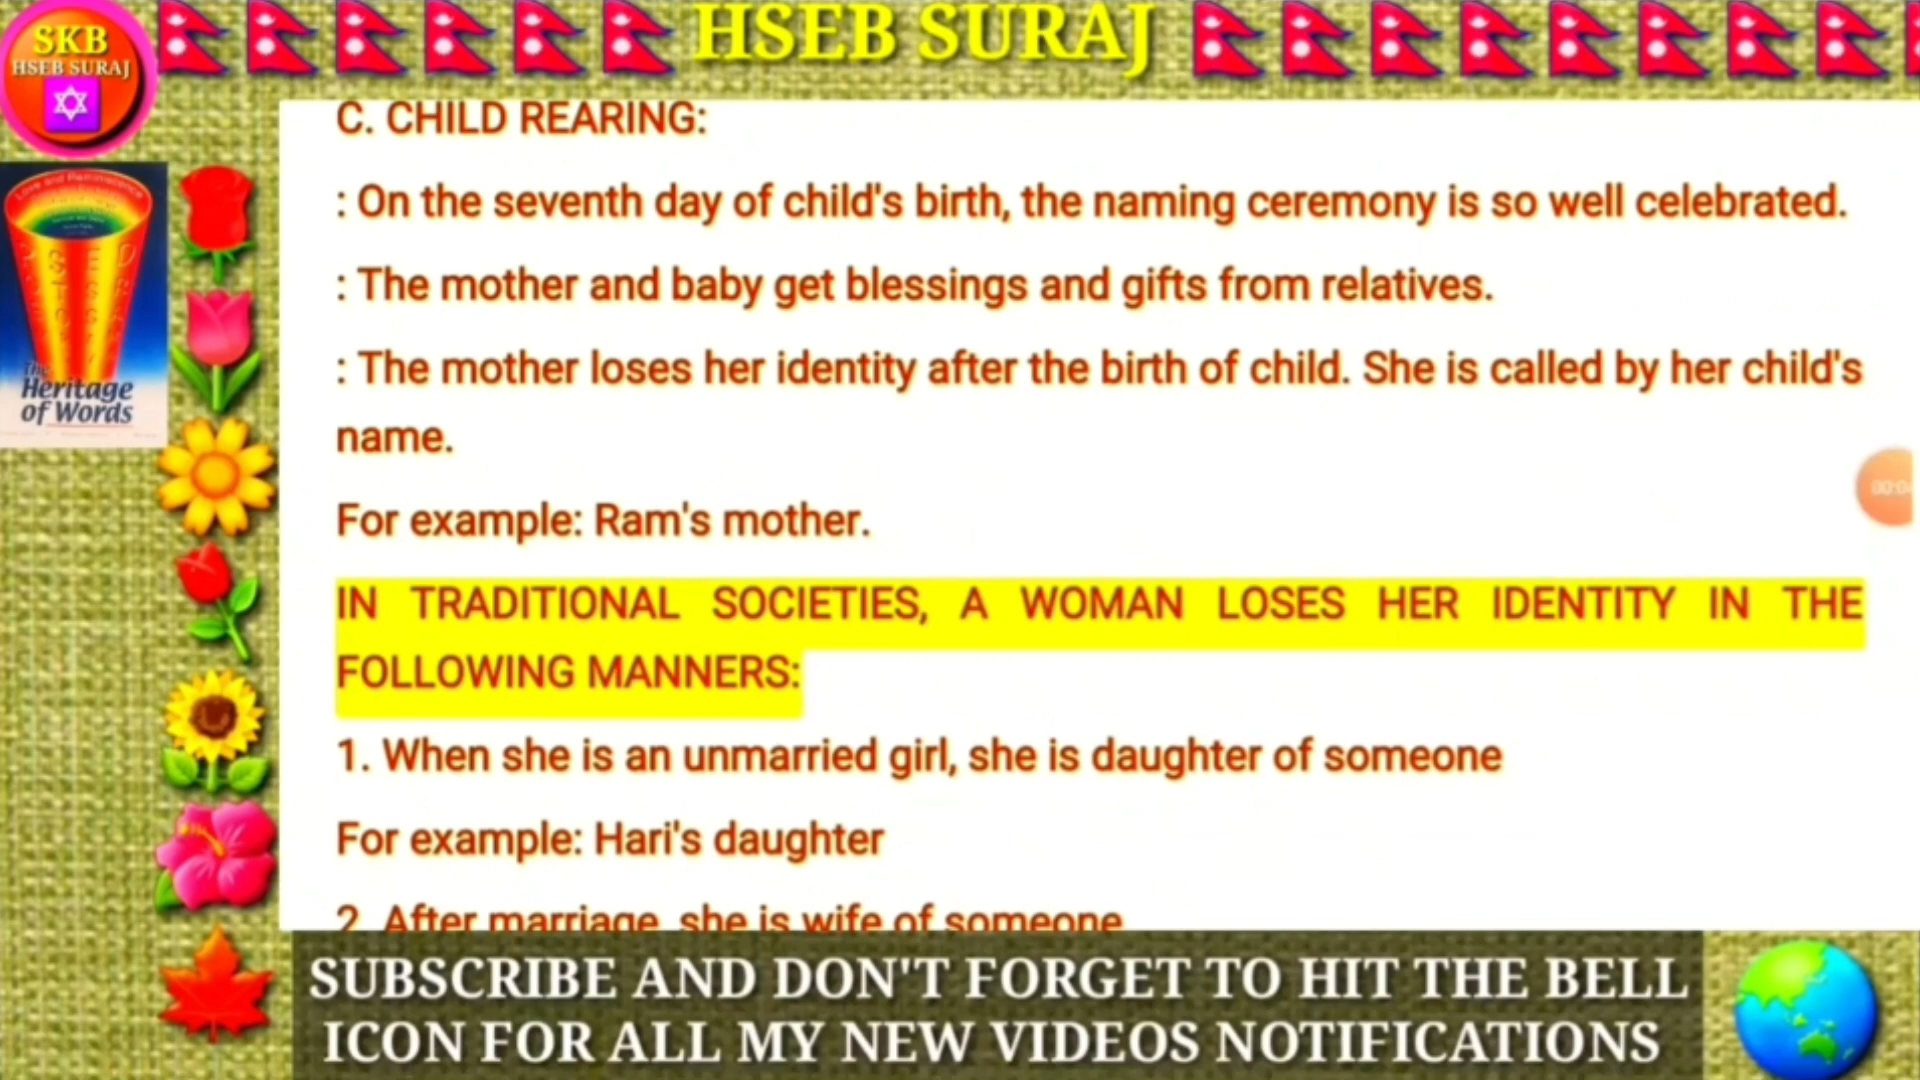 SKB
HSEB SURAJ
HSEB SURAJ
Love and Reminiscence
The
Heritage
of Words
C. CHILD REARING:
: On the seventh day of child's birth, the naming ceremony is so well celebrated.
: The mother and baby get blessings and gifts from relatives.
: The mother loses her identity after the birth of child. She is called by her child's
name.
For example: Ram's mother.
IN TRADITIONAL SOCIETIES, A WOMAN LOSES HER IDENTITY IN THE
FOLLOWING MANNERS:
1. When she is an unmarried girl, she is daughter of someone
For example: Hari's daughter
2. After marriage, she is wife of someone
SUBSCRIBE AND DON'T FORGET TO HIT THE BELL
ICON FOR ALL MY NEW VIDEOS NOTIFICATIONS